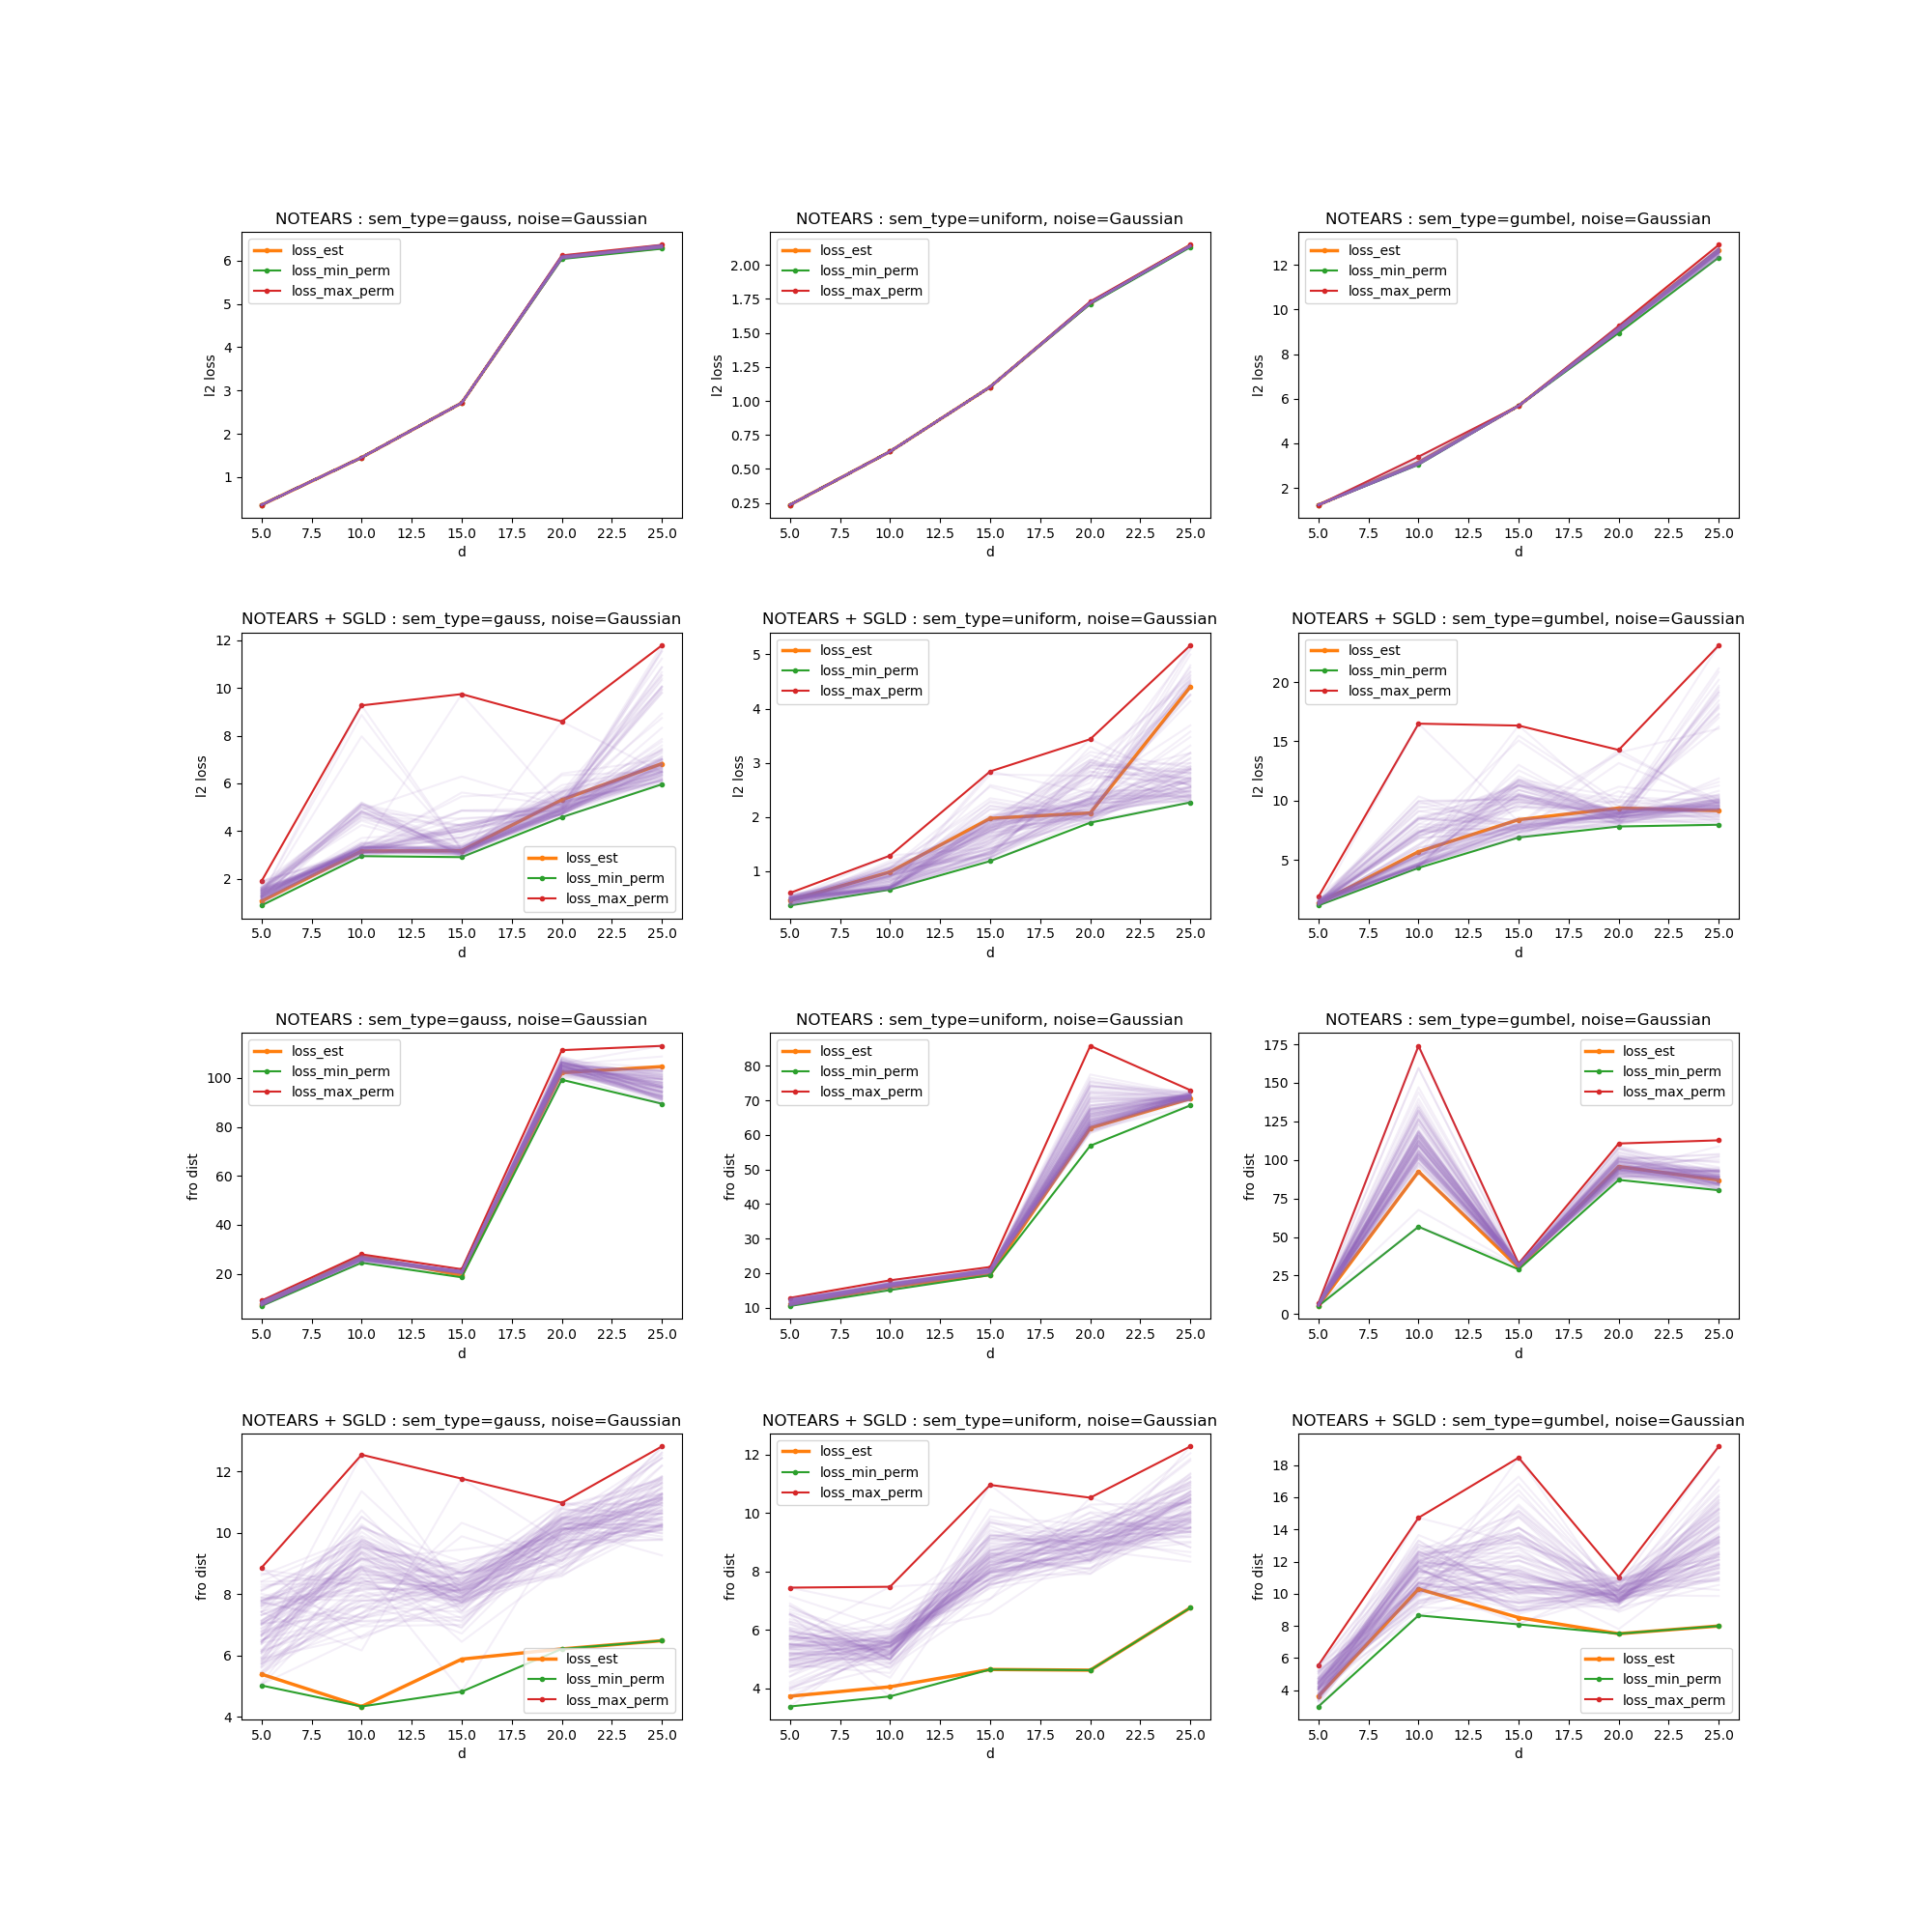 NOTEARS : sem_type=gauss, noise=Gaussian
NOTEARS : sem_type=uniform, noise=Gaussian
NOTEARS : sem_type=gumbel, noise=Gaussian
loss_est
loss_min_perm
loss_max_perm
l2 loss
6
5
4
3
2
1
5.0 7.5 10.0 12.5 15.0 17.5 20.0 22.5 25.0
d
loss_est
loss_min_perm
loss_max_perm
l2 loss
2.00
1.75
1.50
1.25
1.00
0.75
0.50
0.25
5.0 7.5 10.0 12.5 15.0 17.5 20.0 22.5 25.0
d
loss_est
loss_min_perm
loss_max_perm
l2 loss
12
10
8
6
4
2
5.0 7.5 10.0 12.5 15.0 17.5 20.0 22.5 25.0
d
NOTEARS + SGLD : sem_type=gauss, noise=Gaussian
NOTEARS + SGLD : sem_type=uniform, noise=Gaussian
NOTEARS + SGLD : sem_type=gumbel, noise=Gaussian
l2 loss
12
10
8
6
4
2
loss_est
loss_min_perm
loss_max_perm
5.0 7.5 10.0 12.5 15.0 17.5 20.0 22.5 25.0
d
loss_est
loss_min_perm
loss_max_perm
l2 loss
5
4
3
2
1
5.0 7.5 10.0 12.5 15.0 17.5 20.0 22.5 25.0
d
loss_est
loss_min_perm
loss_max_perm
l2 loss
20
15
10
5
5.0 7.5 10.0 12.5 15.0 17.5 20.0 22.5 25.0
d
NOTEARS : sem_type=gauss, noise=Gaussian
NOTEARS : sem_type=uniform, noise=Gaussian
NOTEARS : sem_type=gumbel, noise=Gaussian
loss_est
loss_min_perm
loss_max_perm
fro dist
100
80
60
40
20
5.0 7.5 10.0 12.5 15.0 17.5 20.0 22.5 25.0
d
loss_est
loss_min_perm
loss_max_perm
fro dist
80
70
60
50
40
30
20
10
5.0 7.5 10.0 12.5 15.0 17.5 20.0 22.5 25.0
d
loss_est
loss_min_perm
loss_max_perm
fro dist
175
150
125
100
75
50
25
0
5.0 7.5 10.0 12.5 15.0 17.5 20.0 22.5 25.0
d
NOTEARS + SGLD : sem_type=gauss, noise=Gaussian
NOTEARS + SGLD : sem_type=uniform, noise=Gaussian
NOTEARS + SGLD : sem_type=gumbel, noise=Gaussian
fro dist
12
10
8
6
4
loss_est
loss_min_perm
loss_max_perm
5.0 7.5 10.0 12.5 15.0 17.5 20.0 22.5 25.0
d
loss_est
loss_min_perm
loss_max_perm
fro dist
12
10
8
6
4
5.0 7.5 10.0 12.5 15.0 17.5 20.0 22.5 25.0
d
fro dist
18
16
14
12
10
8
6
4
loss_est
loss_min_perm
loss_max_perm
5.0 7.5 10.0 12.5 15.0 17.5 20.0 22.5 25.0
d